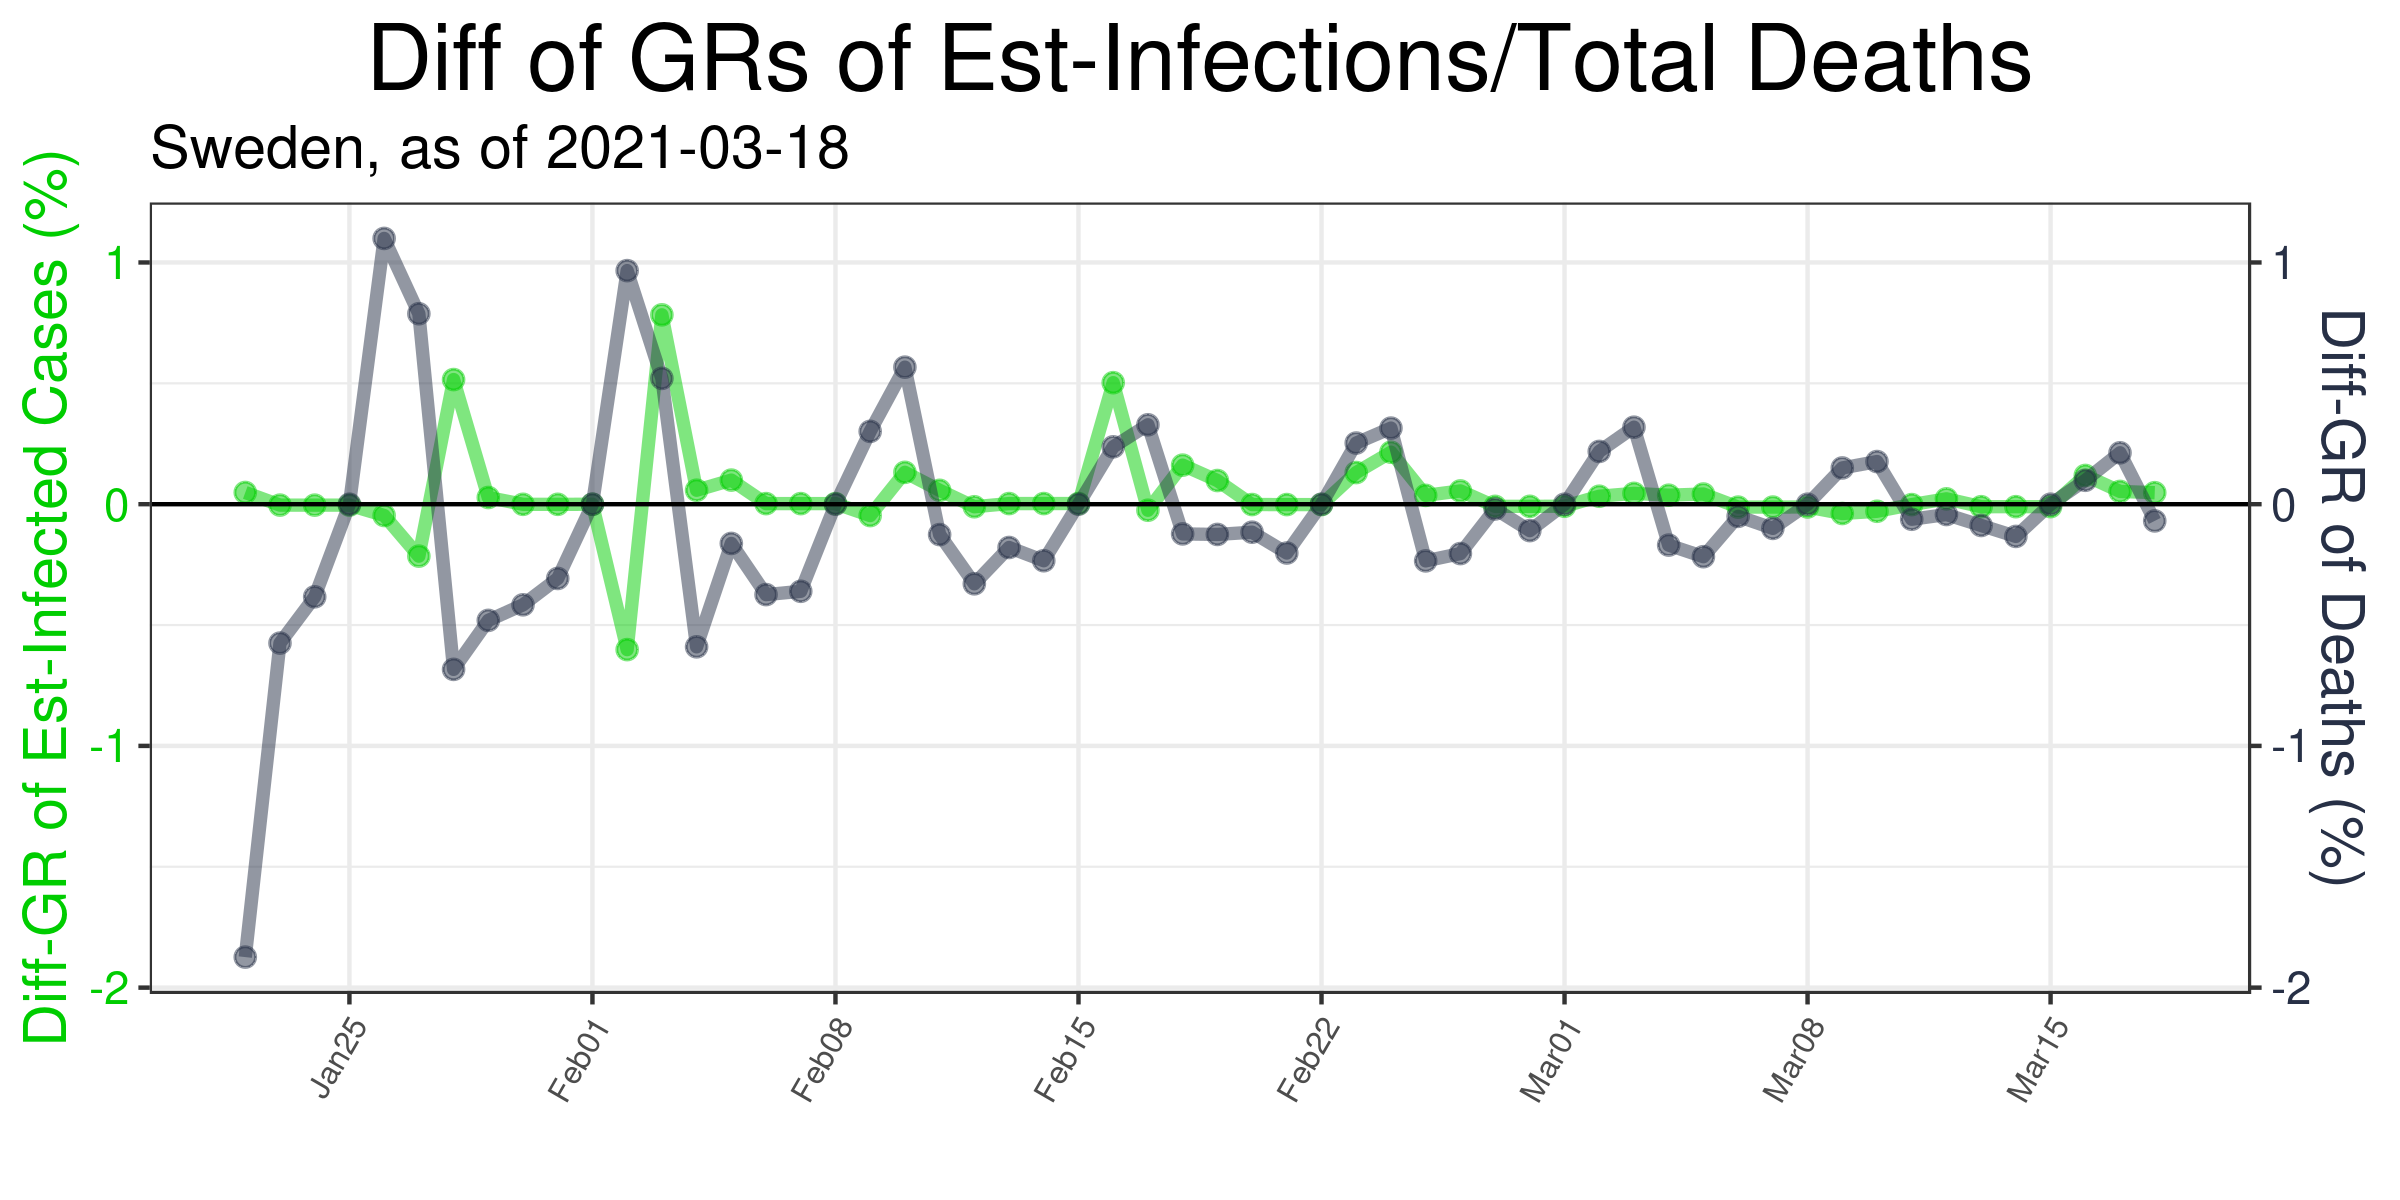 Diff of GRs of Est-Infections/Total Deaths
Sweden, as of 2021-03-18
Diff-GR of Est-Infected Cases (%)
1
0
-1
-2
1
0
-1
-2
Diff-GR of Deaths (%)
Jan25
Feb01
Feb08
Feb15
Feb22
Mar01
Mar08
Mar15